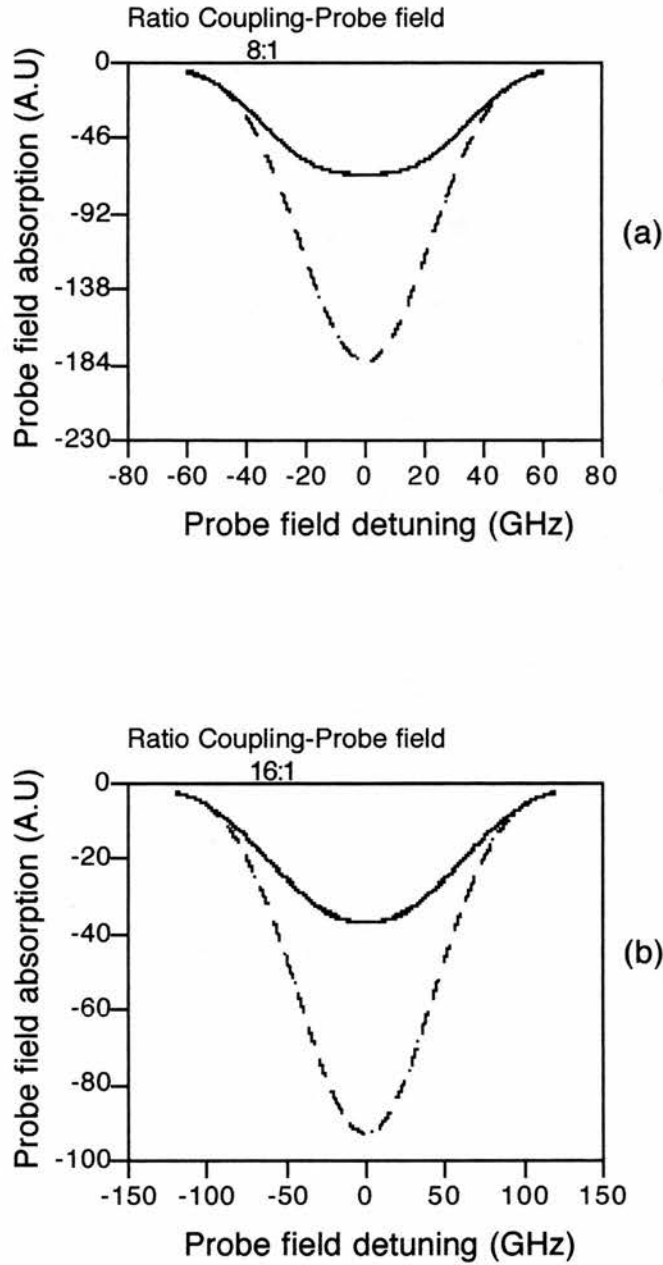 Ratio Coupling-Probe field
8:1
Probe field absorption (A.U)
0
-46
-92
-138
-184
-230
-80 -60 -40 -20 0 20 40 60 80
Probe field detuning (GHz)
(a)
Ratio Coupling-Probe field
16:1
Probe field absorption (A.U)
0
-20
-40
-60
-80
-100
-150 -100 -50 0 50 100 150
Probe field detuning (GHz)
(b)